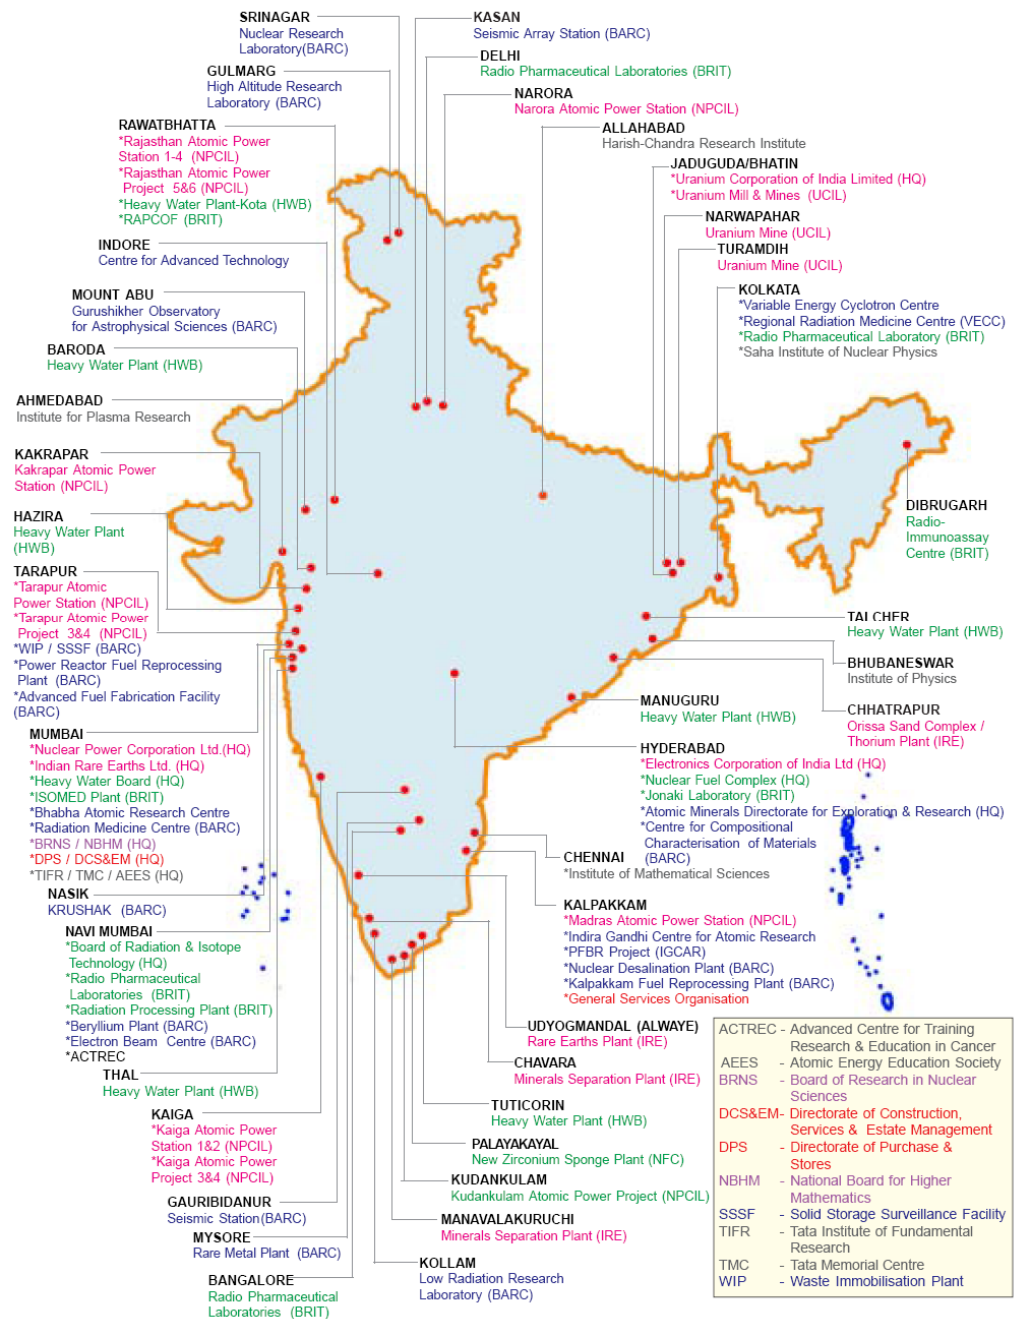 SRINAGAR
Nuclear Research
Laboratory(BARC)
GULMARG
High Altitude Research
Laboratory (BARC)
RAWATBHATTA
*Rajasthan Atomic Power
Station 1-4 (NPCIL)
*Rajasthan Atomic Power
Project 5&6 (NPCIL)
*Heavy Water Plant-Kota (HWB)
*RAPCOF (BRIT)
INDORE
Centre for Advanced Technology
MOUNT ABU
Gurushikher Observatory
for Astrophysical Sciences (BARC)
BARODA
Heavy Water Plant (HWB)
AHMEDABAD
Institute for Plasma Research
KAKRAPAR
Kakrapar Atomic Power
Station (NPCIL)
HAZIRA
Heavy Water Plant
(HWB)
TARAPUR
*Tarapur Atomic
Power Station (NPCIL)
*Tarapur Atomic Power
Project 3&4 (NPCIL)
*WIP / SSSF (BARC)
*Power Reactor Fuel Reprocessing
Plant (BARC)
*Advanced Fuel Fabrication Facility
(BARC)
MUMBAI
*Nuclear Power Corporation Ltd.(HQ)
*Indian Rare Earths Ltd. (HQ)
*Heavy Water Board (HQ)
*ISOMED Plant (BRIT)
*Bhabha Atomic Research Centre
*Radiation Medicine Centre (BARC)
*BRNS / NBHM (HQ)
*DPS / DCS&EM (HQ)
*TIFR / TMC / AEES (HQ)
NASIK
KRUSHAK (BARC)
NAVI MUMBAI
*Board of Radiation & Isotope
Technology (HQ)
*Radio Pharmaceutical
Laboratories (BRIT)
*Radiation Processing Plant (BRIT)
*Beryllium Plant (BARC)
*Electron Beam Centre (BARC)
*ACTREC
THAL
Heavy Water Plant (HWB)
KAIGA
*Kaiga Atomic Power
Station 1&2 (NPCIL)
*Kaiga Atomic Power
Project 3&4 (NPCIL)
GAURIBIDANUR
Seismic Station(BARC)
MYSORE
Rare Metal Plant (BARC)
BANGALORE
Radio Pharmaceutical
Laboratories (BRIT)
KASAN
Seismic Array Station (BARC)
DELHI
Radio Pharmaceutical Laboratories (BRIT)
NARORA
Narora Atomic Power Station (NPCIL)
ALLAHABAD
Harish-Chandra Research Institute
JADUGUDA/BHATIN
*Uranium Corporation of India Limited (HQ)
*Uranium Mill & Mines (UCIL)
NARWAPAHAR
Uranium Mine (UCIL)
TURAMDIH
Uranium Mine (UCIL)
KOLKATA
*Variable Energy Cyclotron Centre
*Regional Radiation Medicine Centre (VECC)
*Radio Pharmaceutical Laboratory (BRIT)
*Saha Institute of Nuclear Physics
DIBRUGARH
Radio-
Immunoassay
Centre (BRIT)
TALCHER
Heavy Water Plant (HWB)
BHUBANESWAR
Institute of Physics
CHHATRAPUR
Orissa Sand Complex /
Thorium Plant (IRE)
MANUGURU
Heavy Water Plant (HWB)
HYDERABAD
*Electronics Corporation of India Ltd (HQ)
*Nuclear Fuel Complex (HQ)
*Jonaki Laboratory (BRIT)
*Atomic Minerals Directorate for Exploration & Research (HQ)
*Centre for Compositional
Characterisation of Materials
(BARC)
CHENNAI
*Institute of Mathematical Sciences
KALPAKKAM
*Madras Atomic Power Station (NPCIL)
*Indira Gandhi Centre for Atomic Research
*PFBR Project (IGCAR)
*Nuclear Desalination Plant (BARC)
*Kalpakkam Fuel Reprocessing Plant (BARC)
*General Services Organisation
UDYOGMANDAL (ALWAYE)
Rare Earths Plant (IRE)
CHAVARA
Minerals Separation Plant (IRE)
TUTICORIN
Heavy Water Plant (HWB)
PALAYAKAYAL
New Zirconium Sponge Plant (NFC)
KUDANKULAM
Kudankulam Atomic Power Project (NPCIL)
MANAVALAKURUCHI
Minerals Separation Plant (IRE)
KOLLAM
Low Radiation Research
Laboratory (BARC)
ACTREC - Advanced Centre for Training
Research & Education in Cancer
AEES - Atomic Energy Education Society
BRNS - Board of Research in Nuclear
Sciences
DCS&EM- Directorate of Construction,
Services & Estate Management
DPS - Directorate of Purchase &
Stores
NBHM - National Board for Higher
Mathematics
SSSF - Solid Storage Surveillance Facility
TIFR - Tata Institute of Fundamental
Research
TMC - Tata Memorial Centre
WIP - Waste Immobilisation Plant